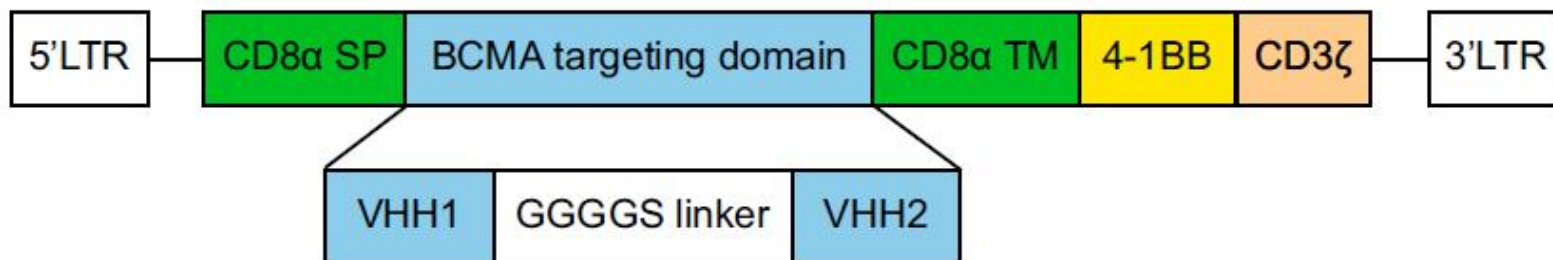 5’LTR CD8α SP BCMA targeting domain CD8α TM 4-1BB CD3ζ 3’LTR
VHH1 GGGGS linker VHH2